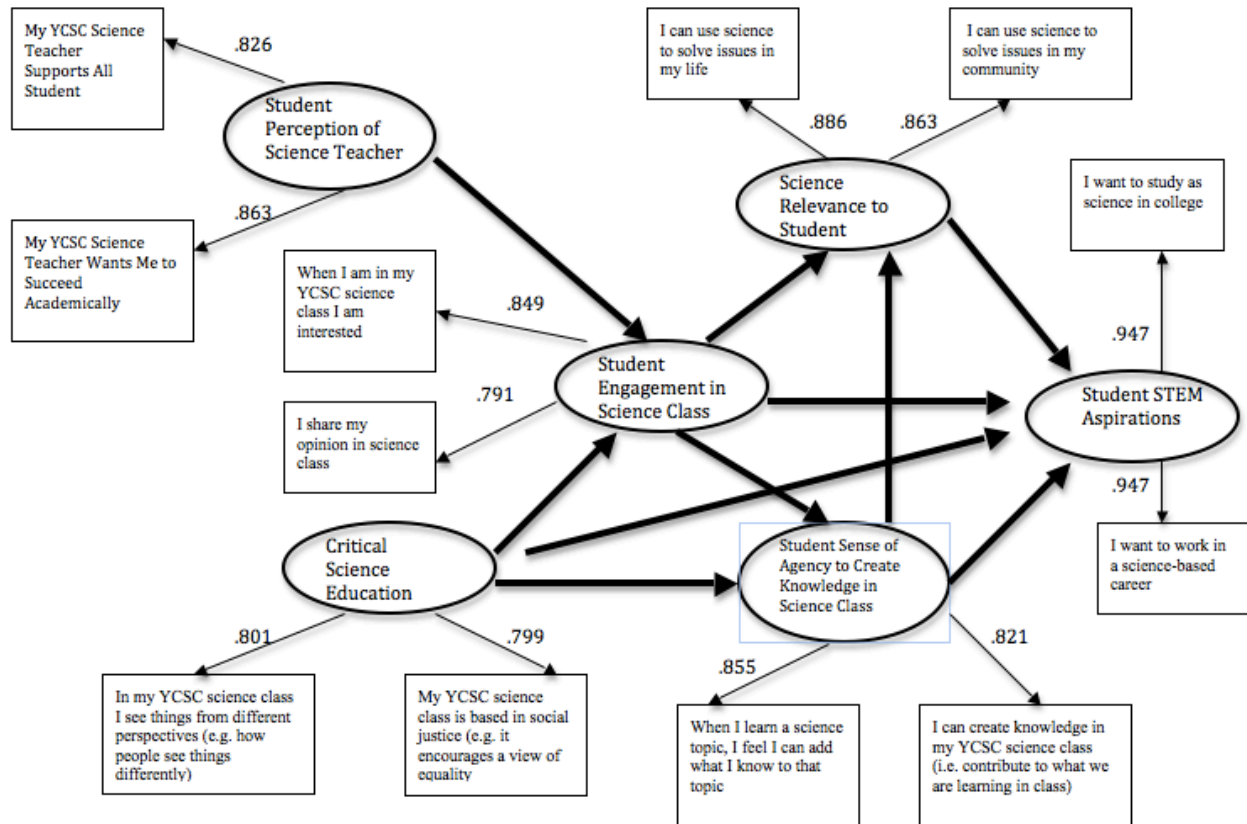 My YCSC Science
Teacher
Supports All
Student
.826
Student
Perception of
Science Teacher
.863
My YCSC Science
Teacher Wants Me to
Succeed
Academically
I can use science
to solve issues in
my life
I can use science to
solve issues in my
community
.886
.863
Science
Relevance to
Student
I want to study as
science in college
When I am in my
YCSC science
class I am
interested
.849
.791
Student
Engagement in
Science Class
I share my
opinion in science
class
.947
Student STEM
Aspirations
.947
I want to work in
a science-based
career
Critical
Science
Education
Student Sense of
Agency to Create
Knowledge in
Science Class
.801
.799
In my YCSC science class
I see things from different
perspectives (e.g. how
people see things
differently)
My YCSC science
class is based in social
justice (e.g. it
encourages a view of
equality
.855
.821
When I learn a science
topic, I feel I can add
what I know to that
topic
I can create knowledge in
my YCSC science class
(i.e. contribute to what we
are learning in class)